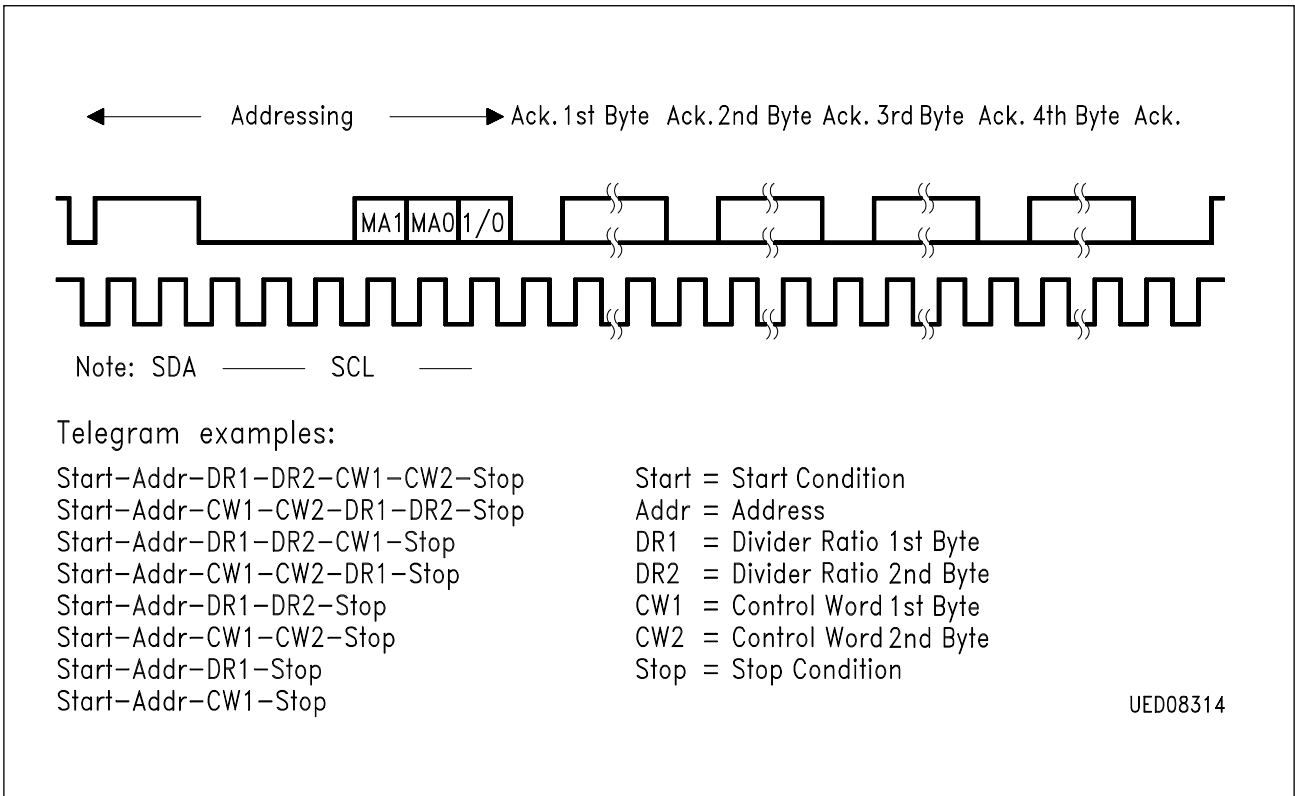 Addressing Ack. 1st Byte Ack. 2nd Byte Ack. 3rd Byte Ack. 4th Byte Ack.
MA1 MA0 1/0
Note: SDA SCL
Telegram examples:
Start-Addr-DR1-DR2-CW1-CW2-Stop
Start-Addr-CW1-CW2-DR1-DR2-Stop
Start-Addr-DR1-DR2-CW1-Stop
Start-Addr-CW1-CW2-DR1-Stop
Start-Addr-DR1-DR2-Stop
Start-Addr-CW1-CW2-Stop
Start-Addr-DR1-Stop
Start-Addr-CW1-Stop
Start = Start Condition
Addr = Address
DR1 = Divider Ratio 1st Byte
DR2 = Divider Ratio 2nd Byte
CW1 = Control Word 1st Byte
CW2 = Control Word 2nd Byte
Stop = Stop Condition
UED08314